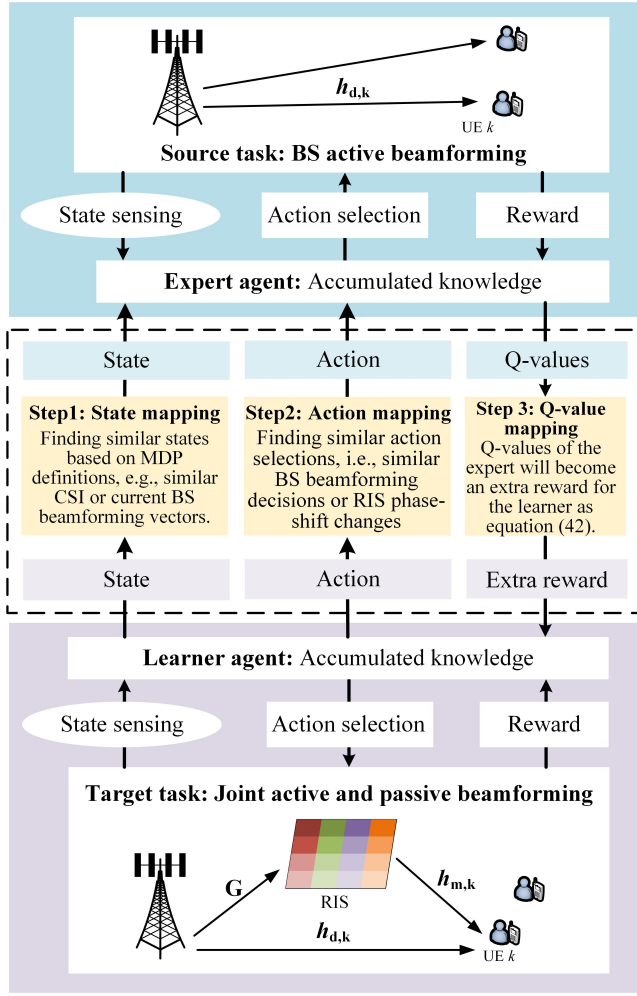 h_d,k
UE k
Source task: BS active beamforming
State sensing
Action selection
Reward
Expert agent: Accumulated knowledge
State
Action
Q-values
Step1: State mapping
Finding similar states
based on MDP
definitions, e.g., similar
CSI or current BS
beamforming vectors.
Step2: Action mapping
Finding similar action
selections, i.e., similar
BS beamforming
decisions or RIS phase-
shift changes
Step 3: Q-value
mapping
Q-values of the
expert will become
an extra reward for
the learner as
equation (42).
State
Action
Extra reward
Learner agent: Accumulated knowledge
State sensing
Action selection
Reward
Target task: Joint active and passive beamforming
G
RIS
h_m,k
h_d,k
UE k